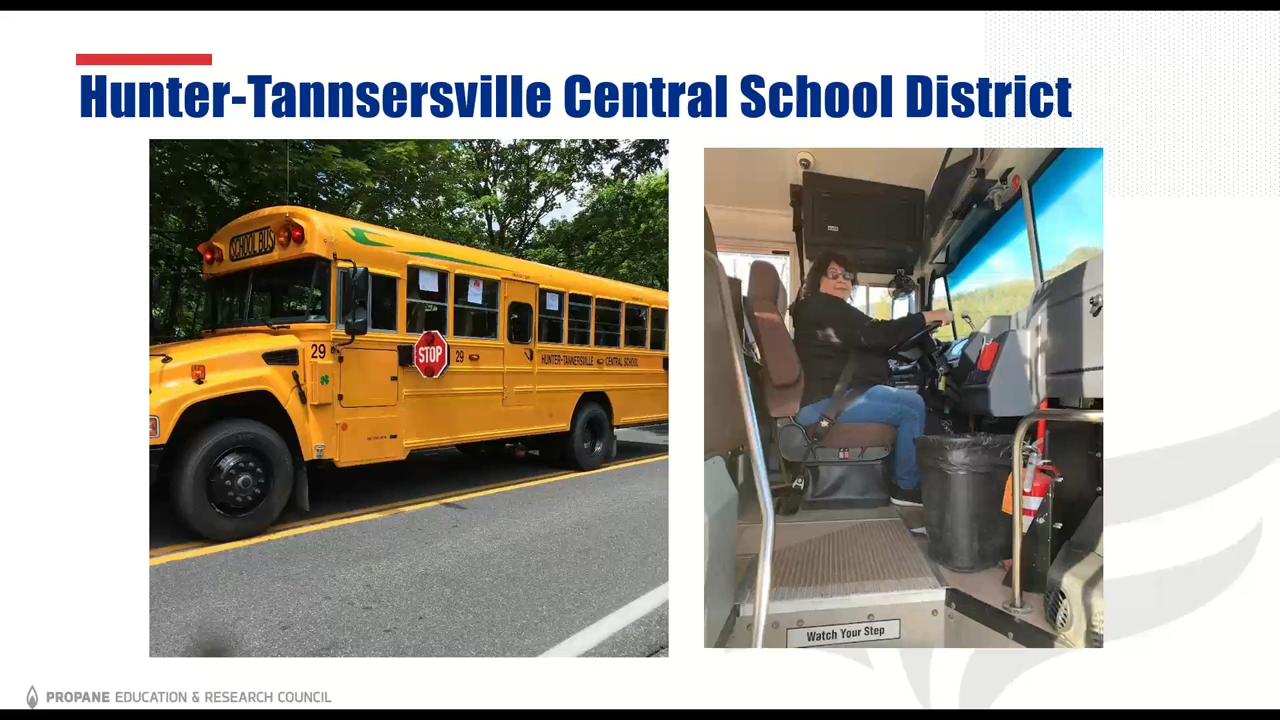 Hunter-Tannsersville Central School District
SCHOOL BUS
29
STOP
29
HUNTER-TANNERSVILLE CENTRAL SCHOOL
Watch Your Step
PROPANE EDUCATION & RESEARCH COUNCIL